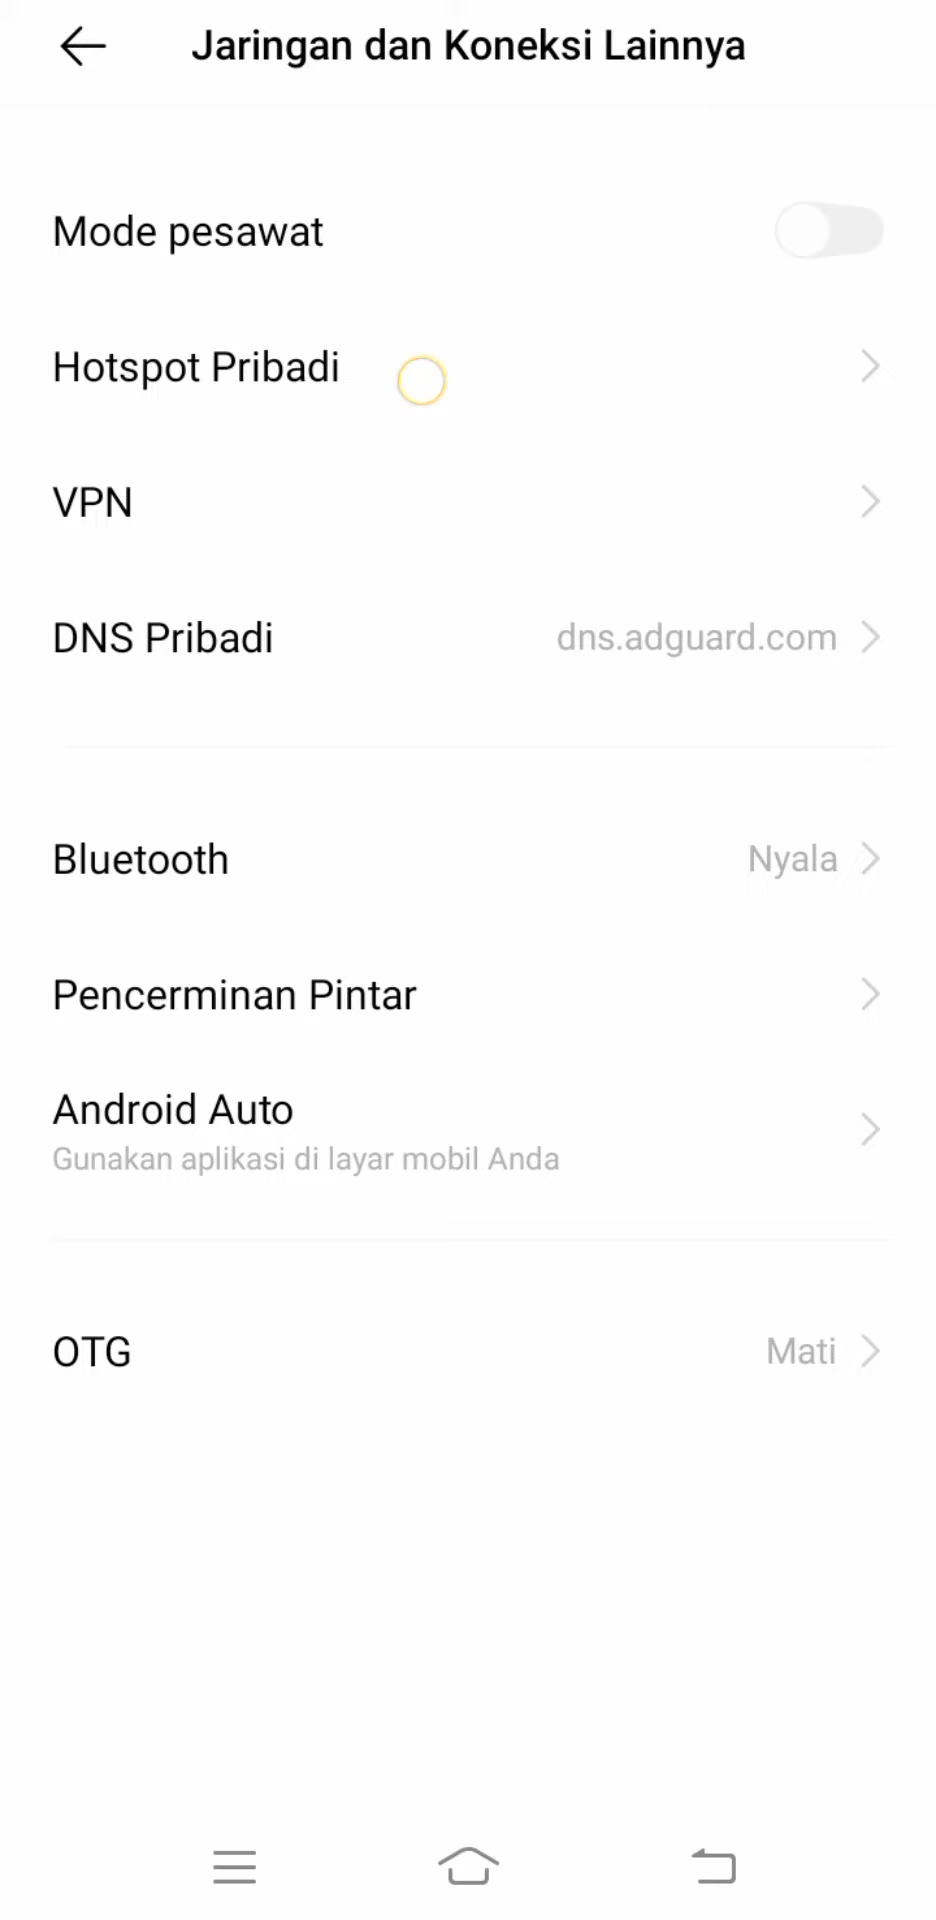 Jaringan dan Koneksi Lainnya
Mode pesawat
Hotspot Pribadi
VPN
DNS Pribadi dns.adguard.com
Bluetooth Nyala
Pencerminan Pintar
Android Auto
Gunakan aplikasi di layar mobil Anda
OTG Mati